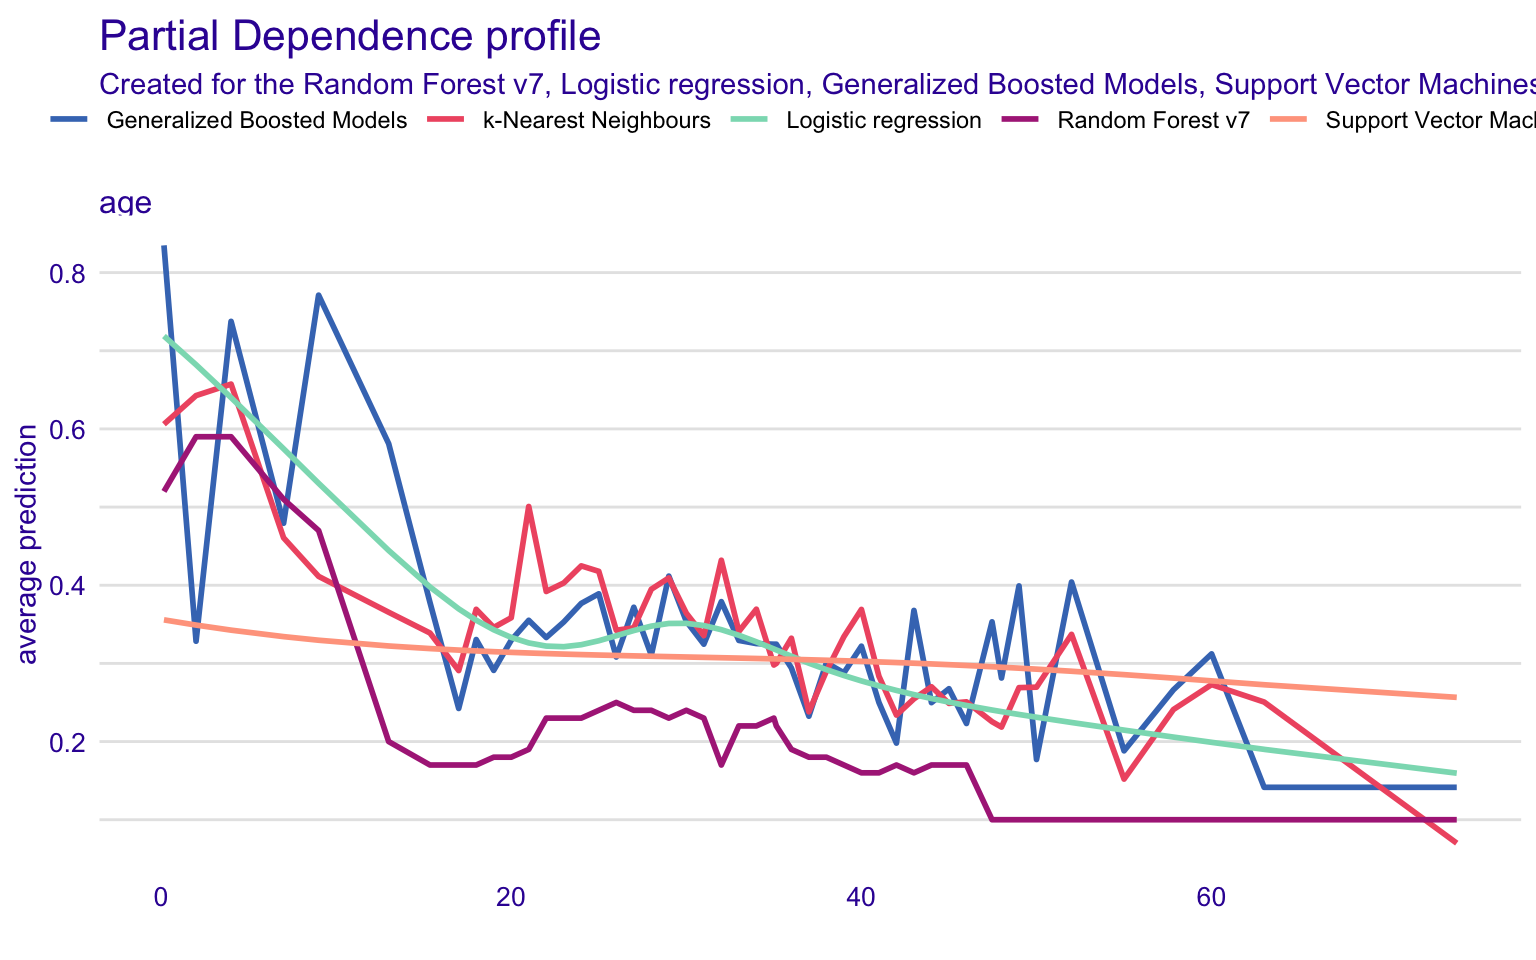 Partial Dependence profile
Created for the Random Forest v7, Logistic regression, Generalized Boosted Models, Support Vector Machines
Generalized Boosted Models k-Nearest Neighbours Logistic regression Random Forest v7 Support Vector
age
average prediction
0.8
0.6
0.4
0.2
0 20 40 60